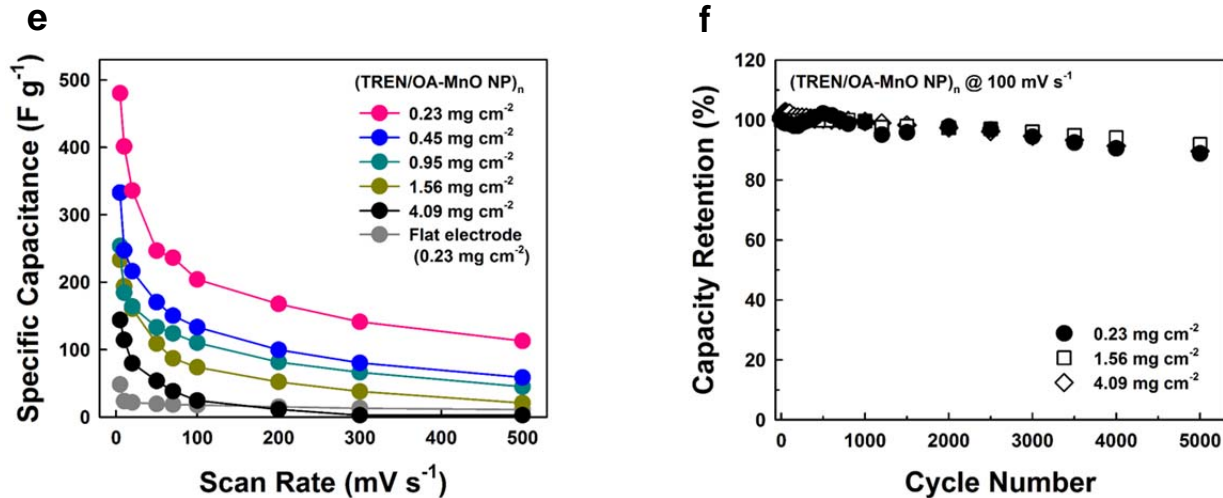 e
Specific Capacitance (F g⁻¹)
500
400
300
200
100
0
(TREN/OA-MnO NP)ₙ
0.23 mg cm⁻²
0.45 mg cm⁻²
0.95 mg cm⁻²
1.56 mg cm⁻²
4.09 mg cm⁻²
Flat electrode
(0.23 mg cm⁻²)
0 100 200 300 400 500
Scan Rate (mV s⁻¹)
f
Capacity Retention (%)
120
100
80
60
40
20
0
(TREN/OA-MnO NP)ₙ @ 100 mV s⁻¹
0.23 mg cm⁻²
1.56 mg cm⁻²
4.09 mg cm⁻²
0 1000 2000 3000 4000 5000
Cycle Number